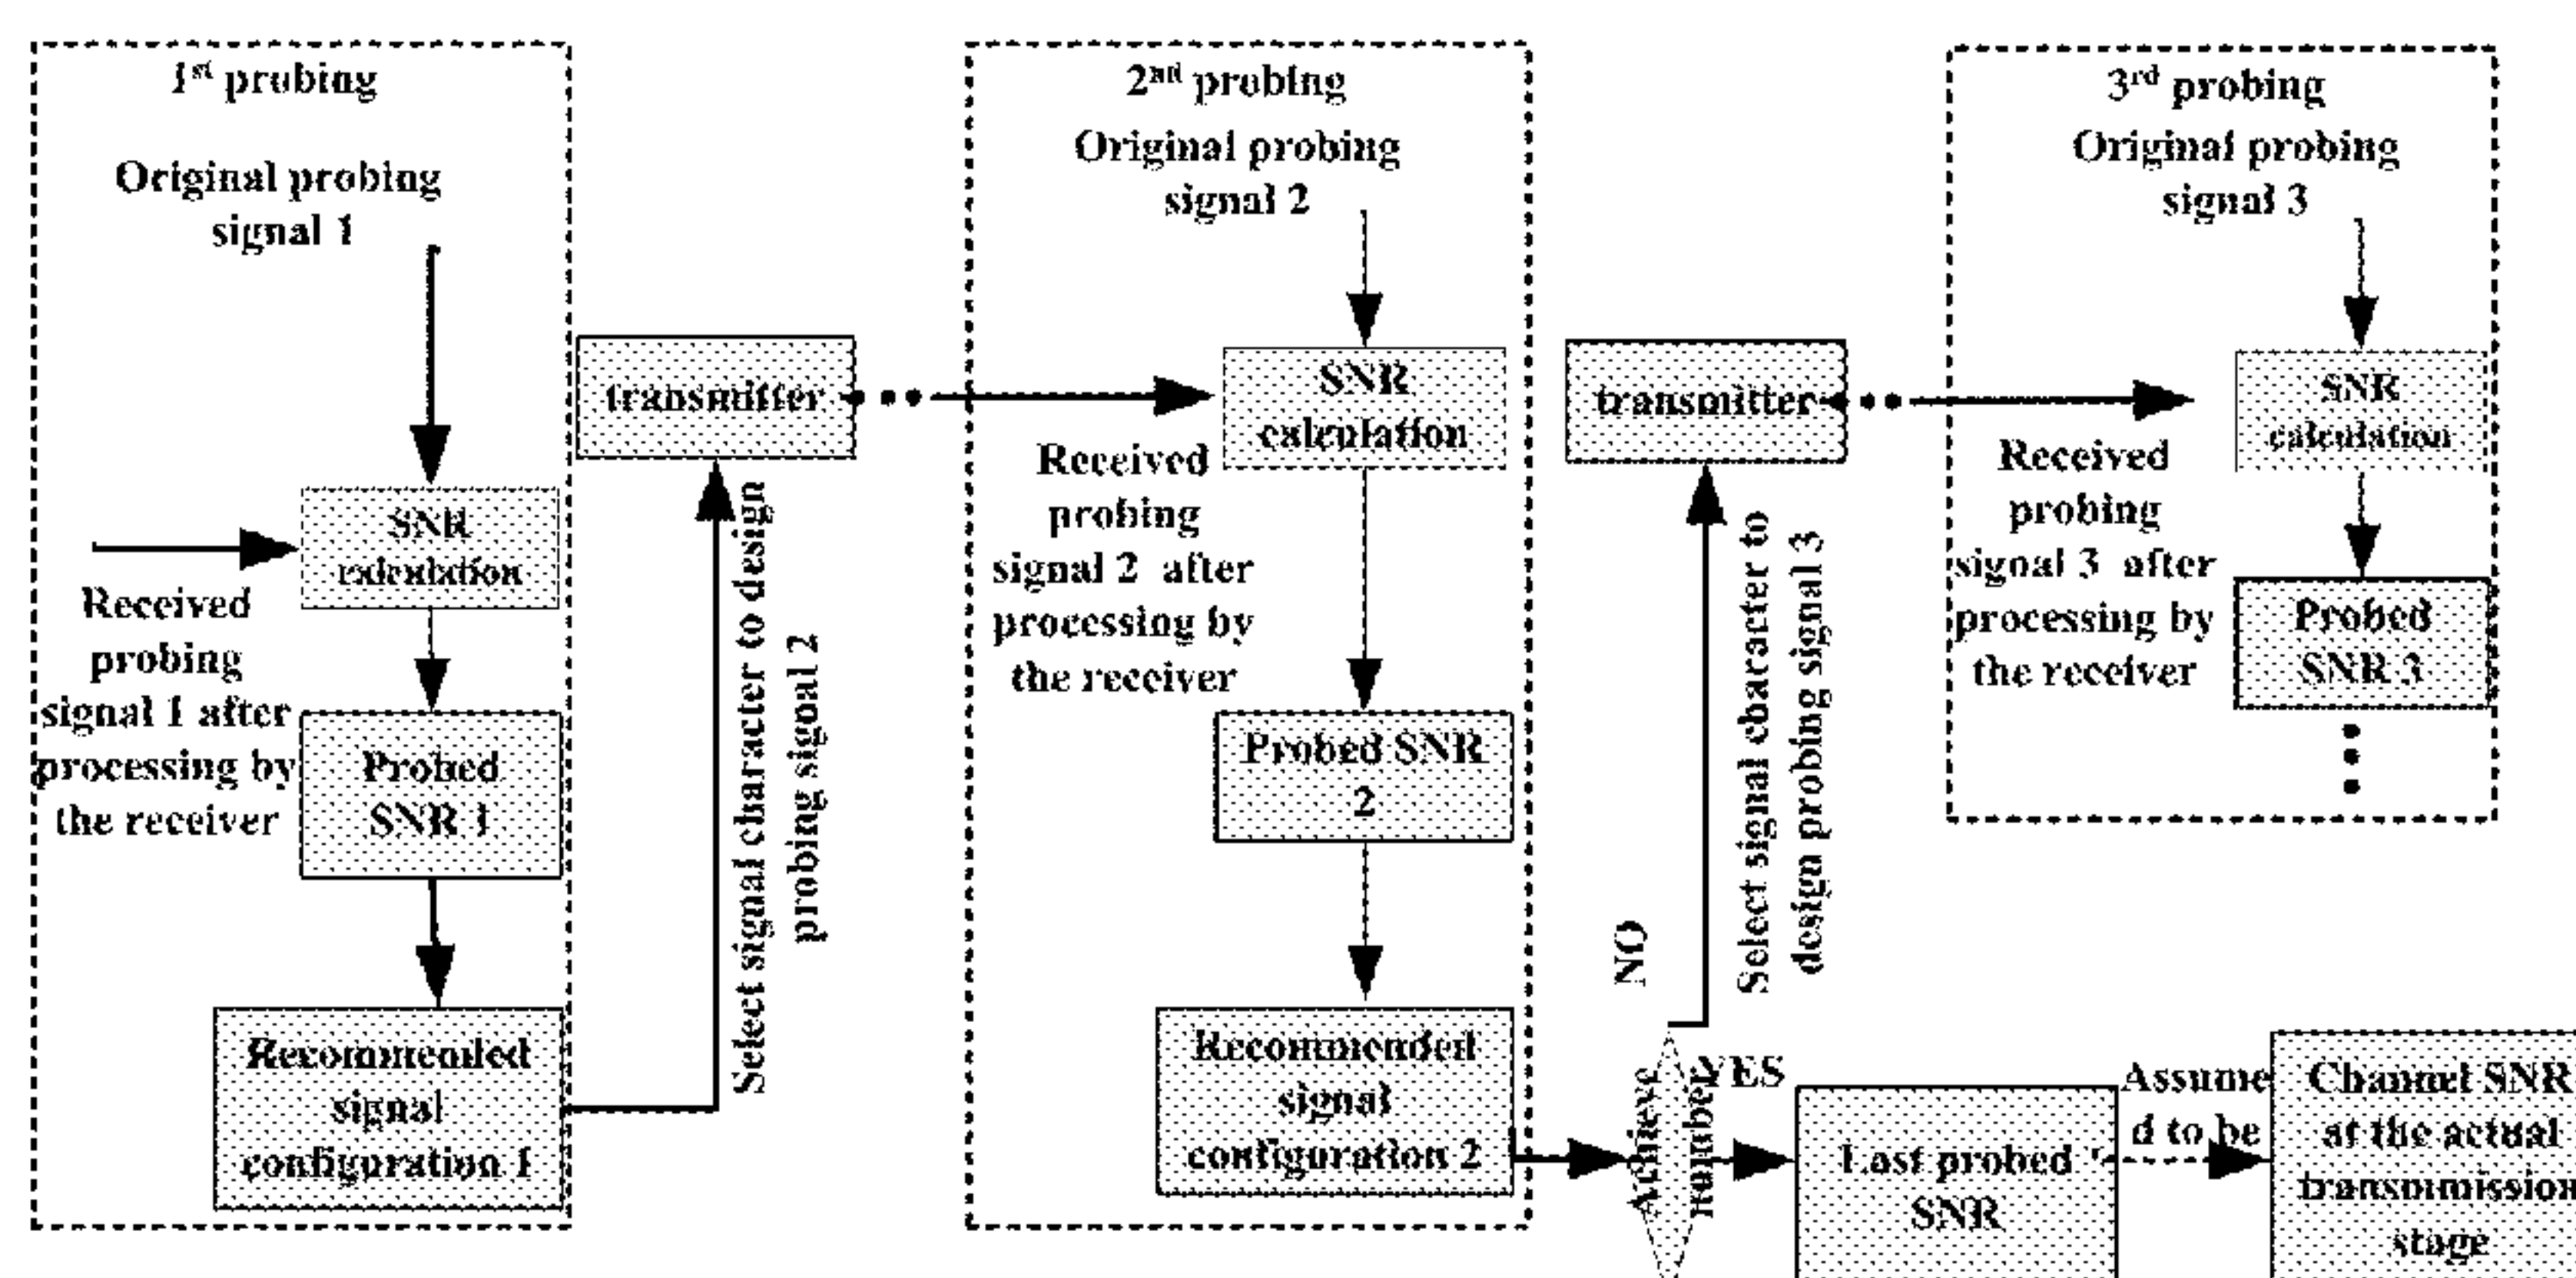 1st probing
Original probing
signal 1
SNR
calculation
Received
probing
signal 1 after
processing by
the receiver
Probed
SNR 1
Recommended
signal
configuration 1
transmitter
Select signal character to design
probing signal 2
2nd probing
Original probing
signal 2
SNR
calculation
Received
probing
signal 2 after
processing by
the receiver
Probed SNR
2
Recommended
signal
configuration 2
transmitter
Select signal character to
design probing signal 3
NO
Achieve
number
YES
Last probed
SNR
Assume
d to be
Channel SNR
at the actual
transmission
stage
3rd probing
Original probing
signal 3
SNR
calculation
Received
probing
signal 3 after
processing by
the receiver
Probed
SNR 3